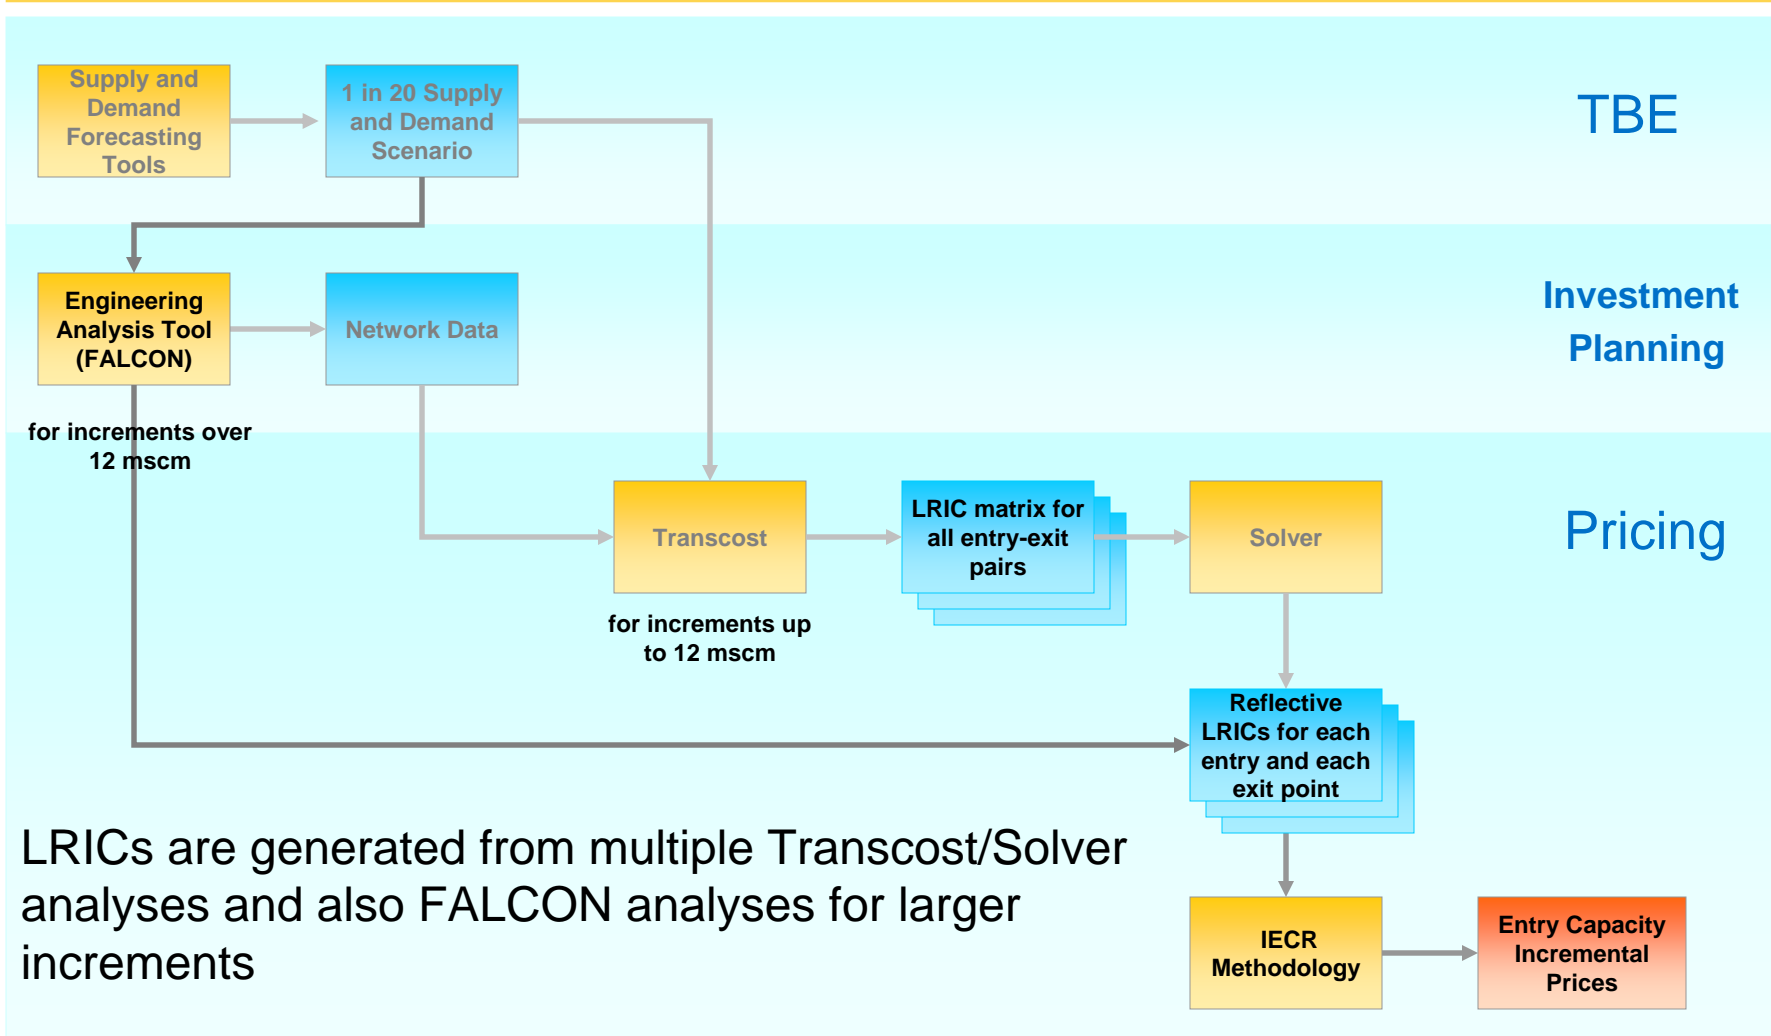 Supply and
Demand
Forecasting
Tools
1 in 20 Supply
and Demand
Scenario
TBE
Engineering
Analysis Tool
(FALCON)
Network Data
Investment
Planning
for increments over
12 mscm
Transcost
LRIC matrix for
all entry-exit
pairs
Solver
Pricing
for increments up
to 12 mscm
Reflective
LRICs for each
entry and each
exit point
LRICs are generated from multiple Transcost/Solver
analyses and also FALCON analyses for larger
increments
IECR
Methodology
Entry Capacity
Incremental
Prices